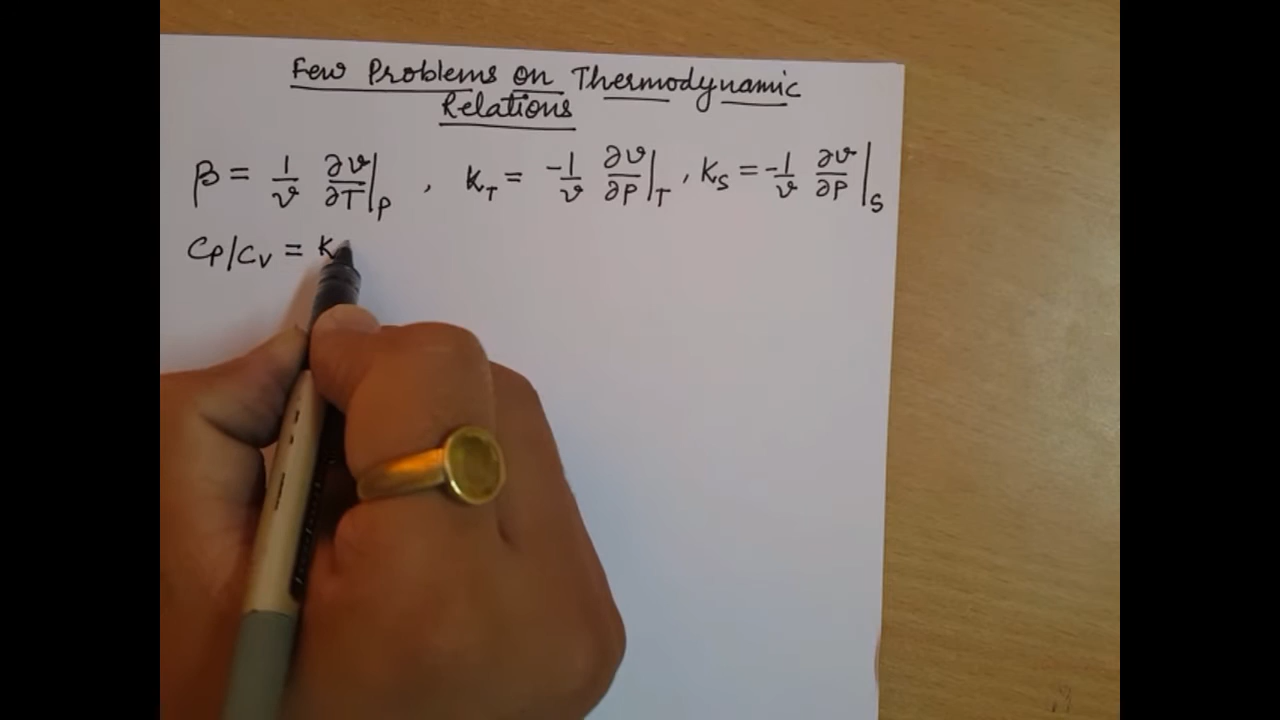 Few Problems on Thermodynamic
Relations
β = 1/v ∂v/∂T|P , KT = -1/v ∂v/∂P|T , KS = -1/v ∂v/∂P|S
CP/CV = K